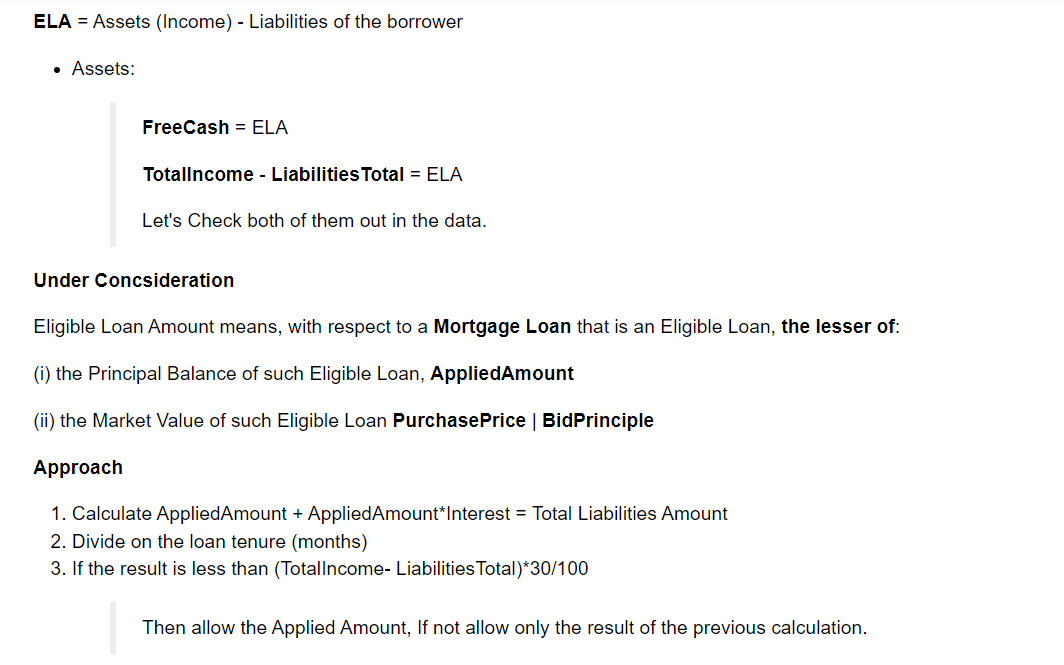 ELA = Assets (Income) - Liabilities of the borrower
• Assets:
FreeCash = ELA
TotalIncome - LiabilitiesTotal = ELA
Let's Check both of them out in the data.
Under Concsideration
Eligible Loan Amount means, with respect to a Mortgage Loan that is an Eligible Loan, the lesser of:
(i) the Principal Balance of such Eligible Loan, AppliedAmount
(ii) the Market Value of such Eligible Loan PurchasePrice | BidPrinciple
Approach
1. Calculate AppliedAmount + AppliedAmount*Interest = Total Liabilities Amount
2. Divide on the loan tenure (months)
3. If the result is less than (TotalIncome- LiabilitiesTotal)*30/100
Then allow the Applied Amount, If not allow only the result of the previous calculation.